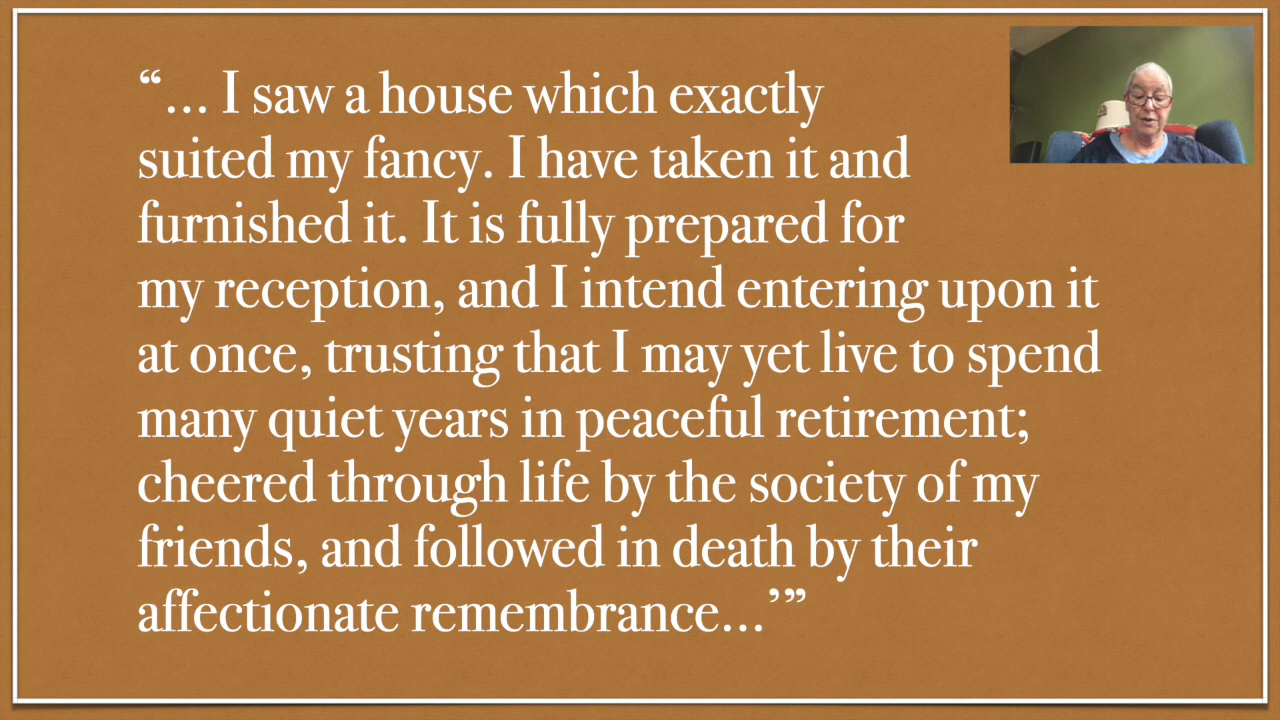 “… I saw a house which exactly
suited my fancy. I have taken it and
furnished it. It is fully prepared for
my reception, and I intend entering upon it
at once, trusting that I may yet live to spend
many quiet years in peaceful retirement;
cheered through life by the society of my
friends, and followed in death by their
affectionate remembrance…’”